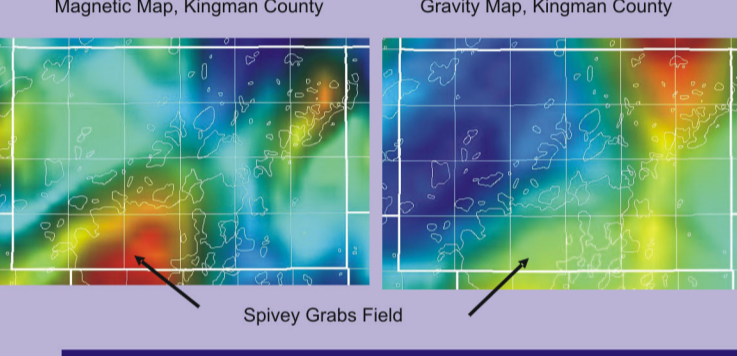 Magnetic Map, Kingman County
Gravity Map, Kingman County
Spivey Grabs Field